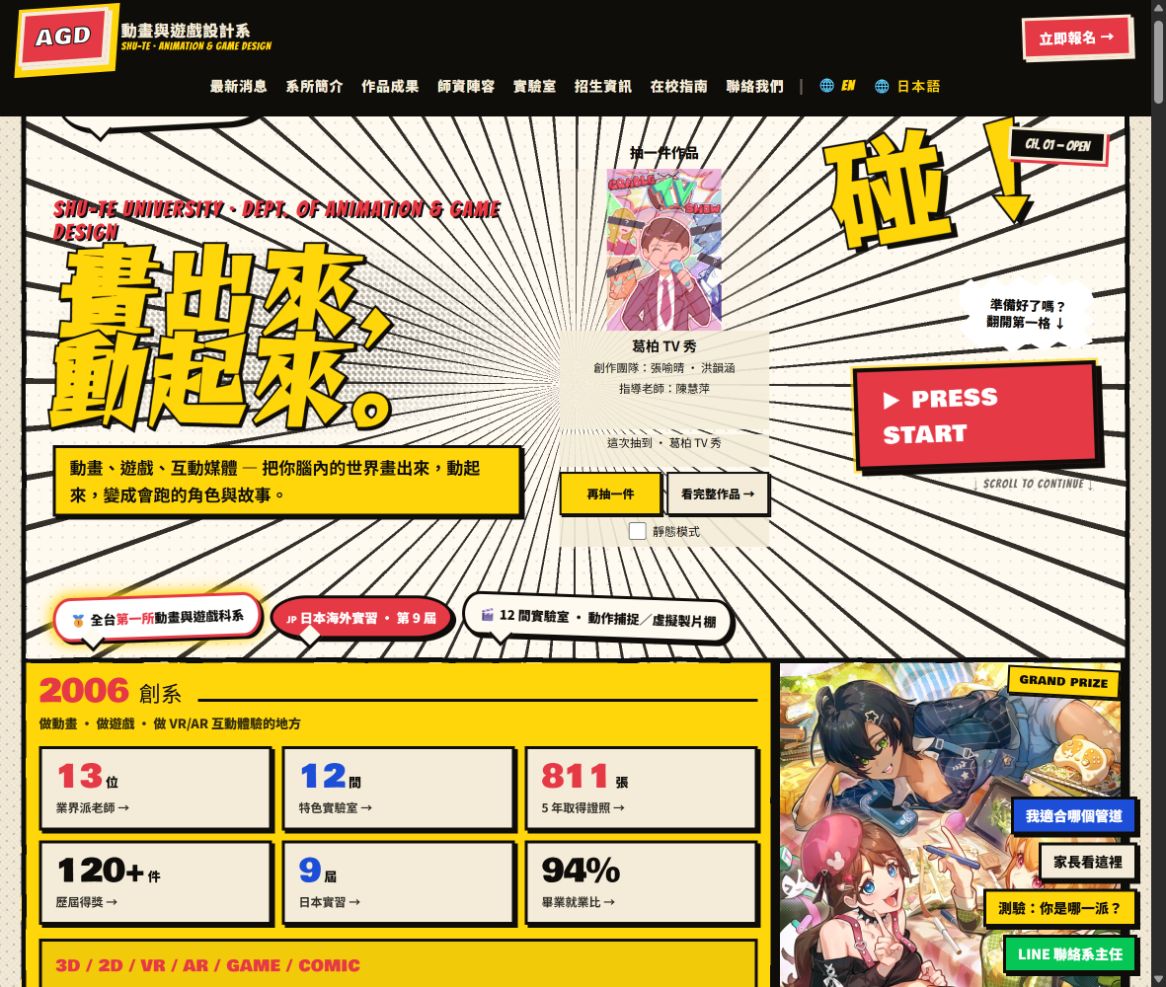 AGD
動畫與遊戲設計系
SHU-TE · ANIMATION & GAME DESIGN
立即報名 →
最新消息 系所簡介 作品成果 師資陣容 實驗室 招生資訊 在校指南 聯絡我們 | EN 日本語
SHU-TE UNIVERSITY · DEPT. OF ANIMATION & GAME
DESIGN
畫出來,
動起來。
動畫、遊戲、互動媒體 — 把你腦內的世界畫出來,動起
來,變成會跑的角色與故事。
抽一件作品
TV
SHOW
葛柏 TV 秀
創作團隊:張喻晴 · 洪韻涵
指導老師:陳慧萍
這次抽到 · 葛柏 TV 秀
再抽一件
看完整作品 →
靜態模式
碰!
CH. 01 — OPEN
準備好了嗎?
翻開第一格 ↓
▶ PRESS
START
↓ SCROLL TO CONTINUE ↓
全台第一所動畫與遊戲科系
JP 日本海外實習 · 第 9 屆
12 間實驗室 · 動作捕捉/虛擬製片棚
2006 創系
做動畫 · 做遊戲 · 做 VR/AR 互動體驗的地方
13 位
業界派老師 →
12 間
特色實驗室 →
811 張
5 年取得證照 →
120+ 件
歷屆得獎 →
9 屆
日本實習 →
94%
畢業就業比 →
3D / 2D / VR / AR / GAME / COMIC
GRAND PRIZE
我適合哪個管道
家長看這裡
測驗:你是哪一派?
LINE 聯絡系主任